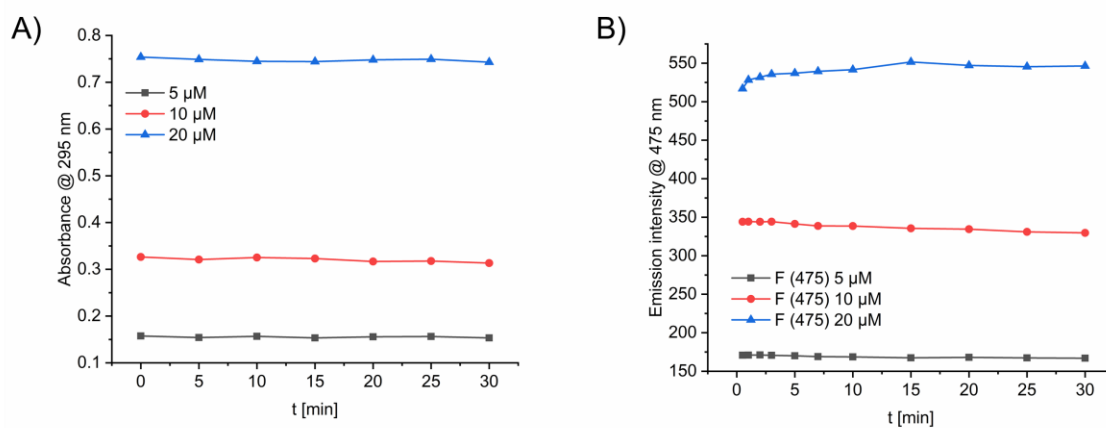 A)
Absorbance @ 295 nm
0.8
0.7
0.6
0.5
0.4
0.3
0.2
0.1
5 µM
10 µM
20 µM
0 5 10 15 20 25 30
t [min]
B)
Emission intensity @ 475 nm
550
500
450
400
350
300
250
200
150
F (475) 5 µM
F (475) 10 µM
F (475) 20 µM
0 5 10 15 20 25 30
t [min]